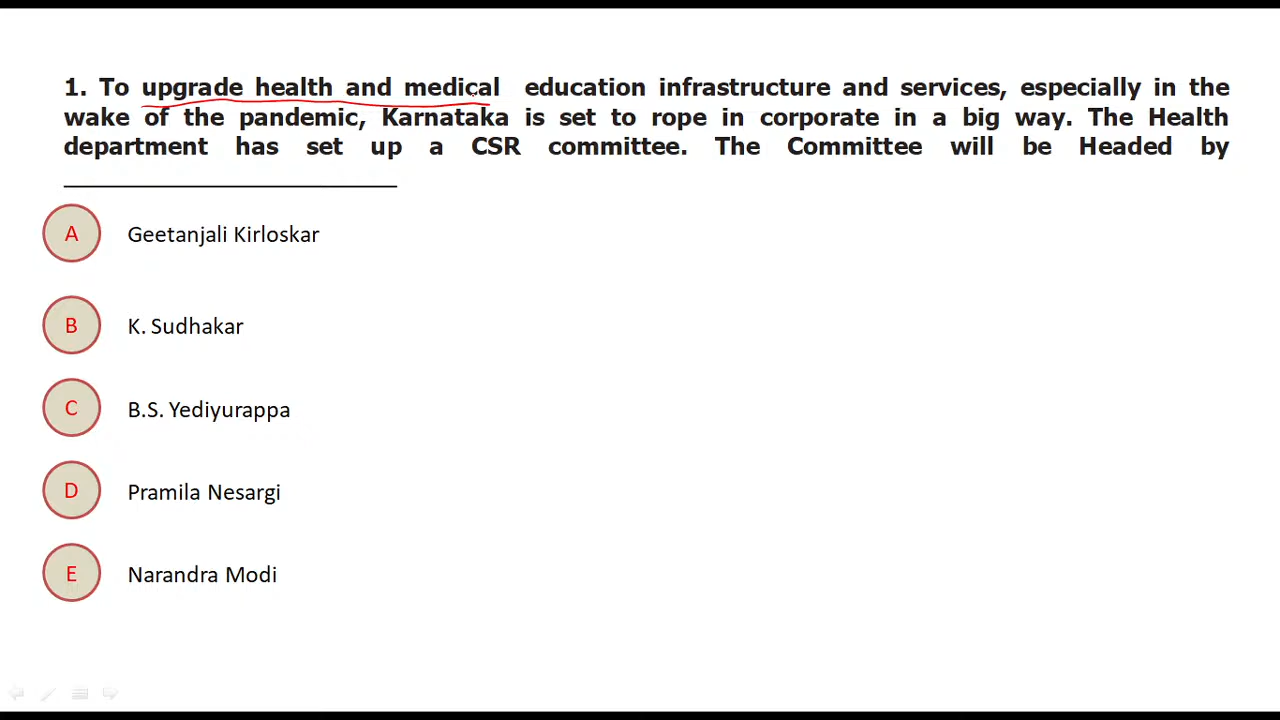 1. To upgrade health and medical education infrastructure and services, especially in the
wake of the pandemic, Karnataka is set to rope in corporate in a big way. The Health
department has set up a CSR committee. The Committee will be Headed by
A Geetanjali Kirloskar
B K. Sudhakar
C B.S. Yediyurappa
D Pramila Nesargi
E Narandra Modi